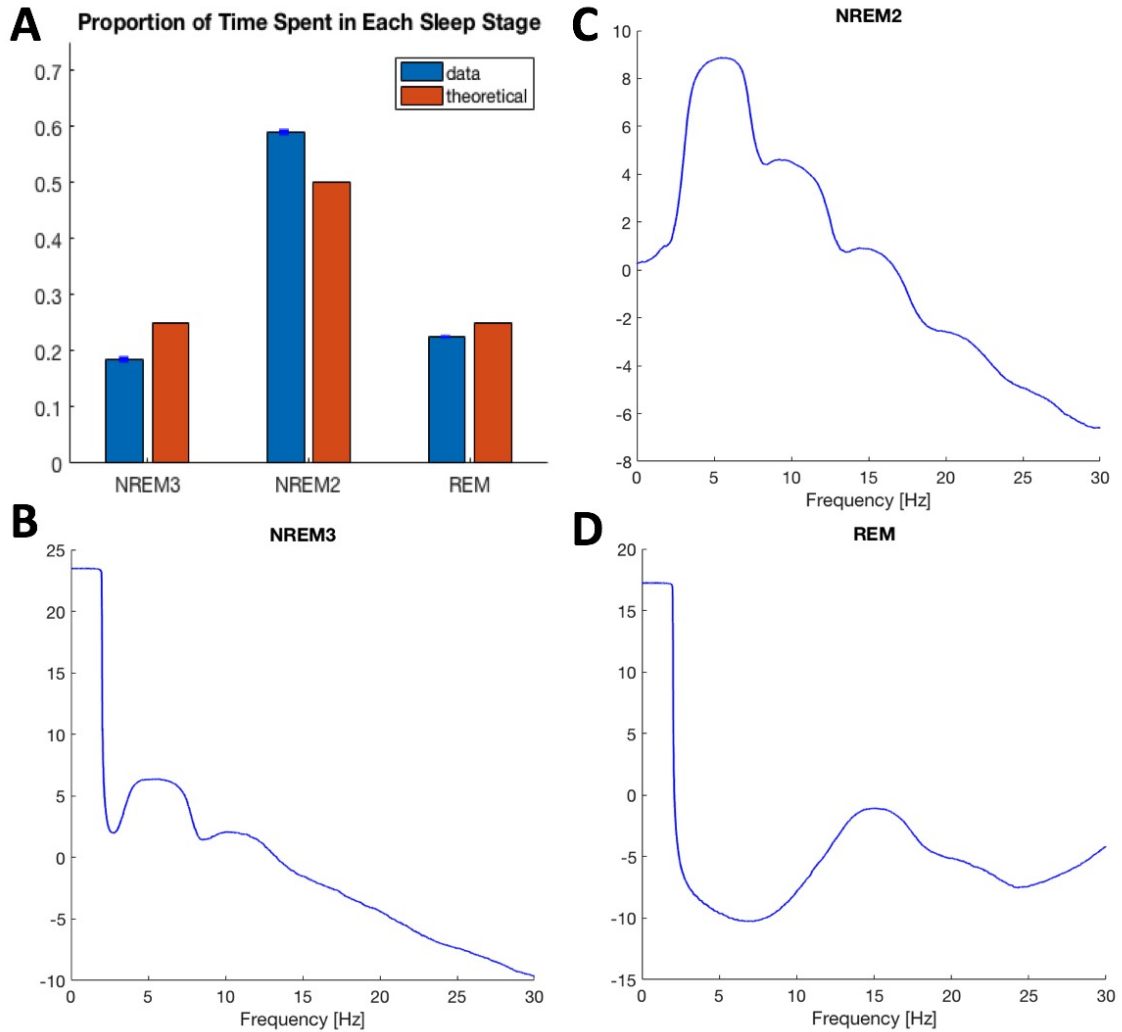 A
Proportion of Time Spent in Each Sleep Stage
data
theoretical
0.7
0.6
0.5
0.4
0.3
0.2
0.1
0
NREM3 NREM2 REM
C
NREM2
10
8
6
4
2
0
-2
-4
-6
-8
0 5 10 15 20 25 30
Frequency [Hz]
B
NREM3
25
20
15
10
5
0
-5
-10
0 5 10 15 20 25 30
Frequency [Hz]
D
REM
20
15
10
5
0
-5
-10
-15
0 5 10 15 20 25 30
Frequency [Hz]